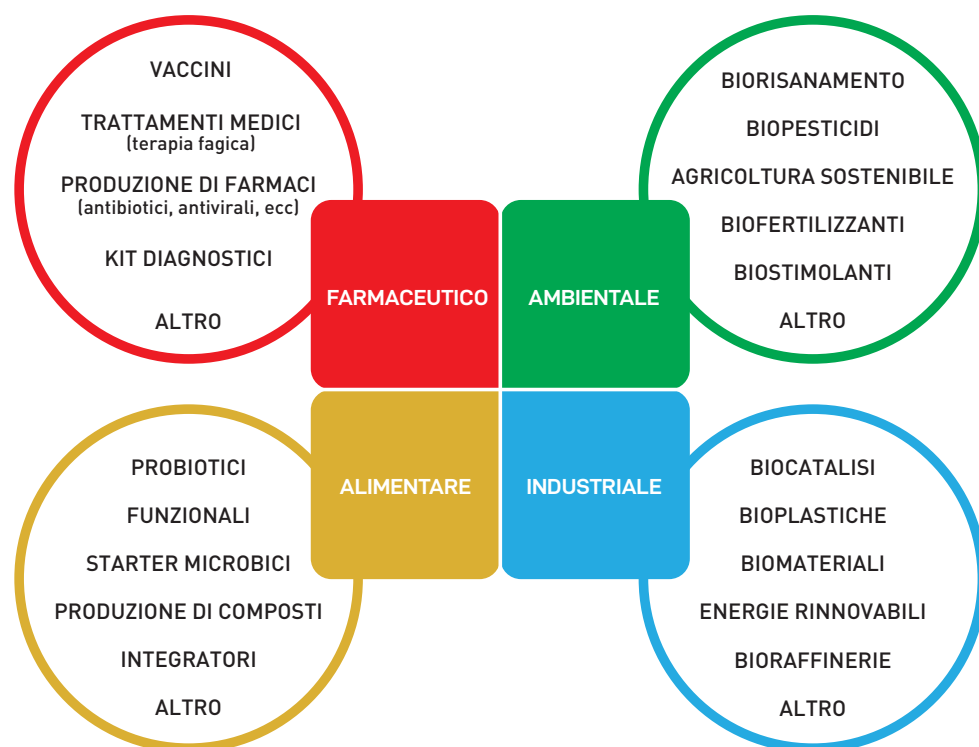 VACCINI
TRATTAMENTI MEDICI
(terapia fagica)
PRODUZIONE DI FARMACI
(antibiotici, antivirali, ecc)
KIT DIAGNOSTICI
ALTRO
FARMACEUTICO
BIORISANAMENTO
BIOPESTICIDI
AGRICOLTURA SOSTENIBILE
BIOFERTILIZZANTI
BIOSTIMOLANTI
ALTRO
AMBIENTALE
PROBIOTICI
FUNZIONALI
STARTER MICROBICI
PRODUZIONE DI COMPOSTI
INTEGRATORI
ALTRO
ALIMENTARE
INDUSTRIALE
BIOCATALISI
BIOPLASTICHE
BIOMATERIALI
ENERGIE RINNOVABILI
BIORAFFINERIE
ALTRO